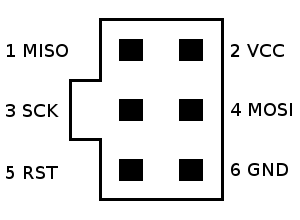 1 MISO
2 VCC
3 SCK
4 MOSI
5 RST
6 GND